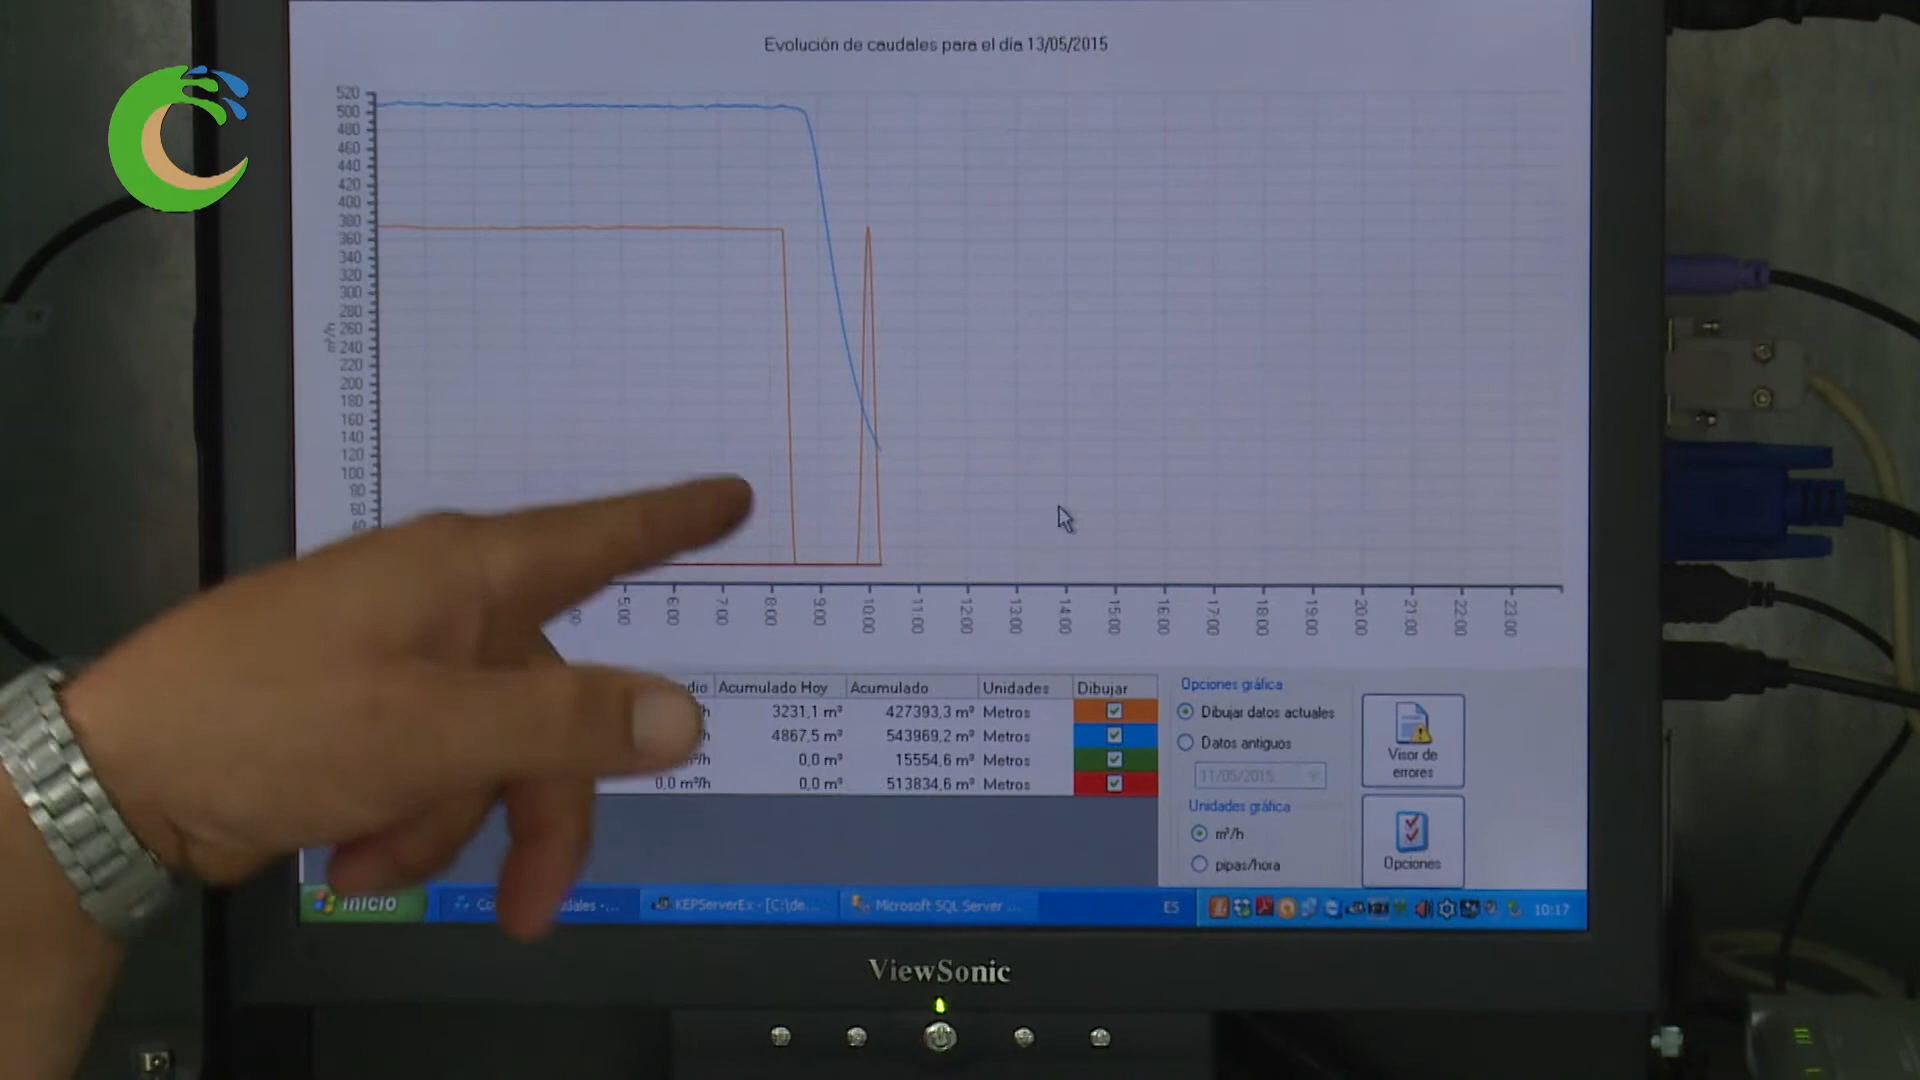 Evolución de caudales para el día 13/05/2015
520
500
480
460
440
420
400
380
360
340
320
300
280
260
240
220
200
180
160
140
120
100
80
60
40
m³/h
5:00 6:00 7:00 8:00 9:00 10:00 11:00 12:00 13:00 14:00 15:00 16:00 17:00 18:00 19:00 20:00 21:00 22:00 23:00
Acumulado Hoy Acumulado Unidades Dibujar
3231,1 m³ 427393,3 m³ Metros
4867,5 m³ 543969,2 m³ Metros
0,0 m³ 15554,6 m³ Metros
0,0 m³/h 0,0 m³ 513834,6 m³ Metros
Opciones gráfica
Dibujar datos actuales
Datos antiguos
11/05/2015
Unidades gráfica
m³/h
pipas/hora
Visor de
errores
Opciones
Inicio
KEPServerEx - [C:\de...
Microsoft SQL Server ...
ES
10:17
ViewSonic